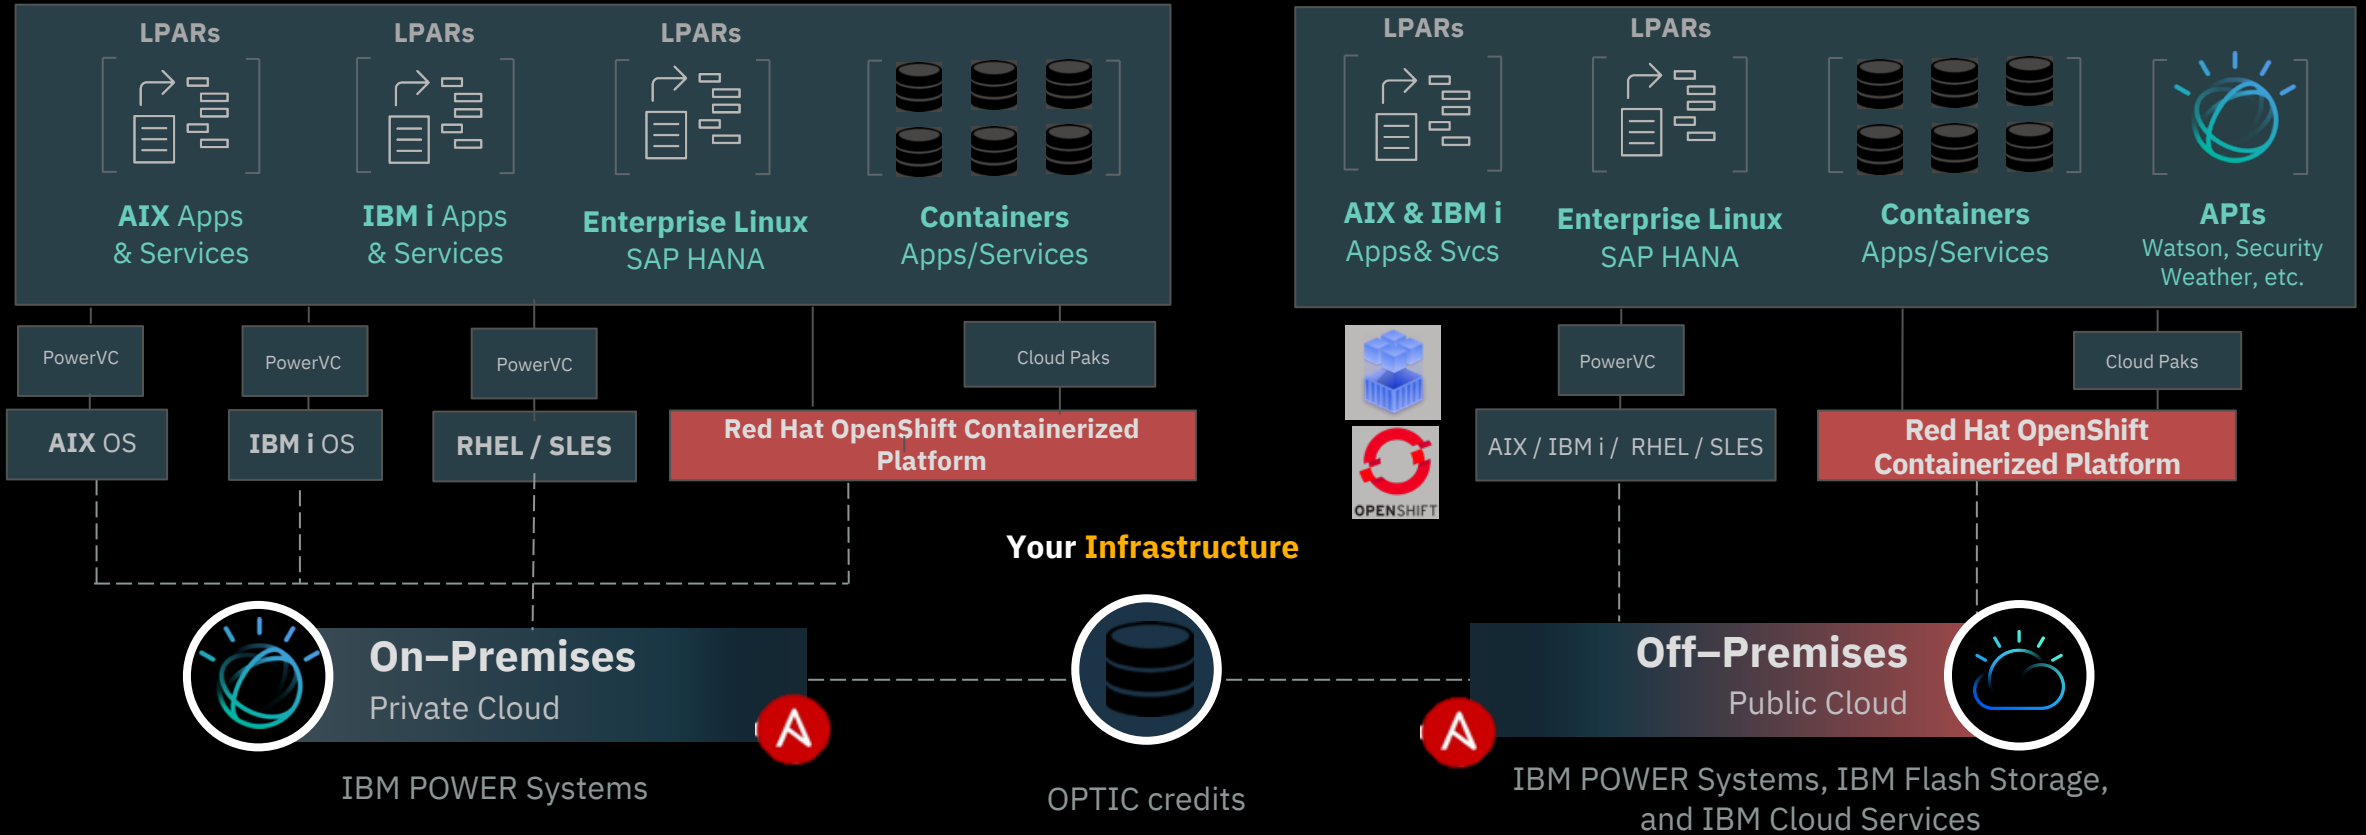 LPARs
LPARs
LPARs
AIX Apps
& Services
IBM i Apps
& Services
Enterprise Linux
SAP HANA
Containers
Apps/Services
PowerVC
PowerVC
PowerVC
Cloud Paks
AIX OS
IBM i OS
RHEL / SLES
Red Hat OpenShift Containerized
Platform
LPARs
LPARs
AIX & IBM i
Apps& Svcs
Enterprise Linux
SAP HANA
Containers
Apps/Services
APIs
Watson, Security
Weather, etc.
PowerVC
Cloud Paks
OPENSHIFT
AIX / IBM i / RHEL / SLES
Red Hat OpenShift
Containerized Platform
Your Infrastructure
On–Premises
Private Cloud
A
IBM POWER Systems
OPTIC credits
Off–Premises
Public Cloud
A
IBM POWER Systems, IBM Flash Storage,
and IBM Cloud Services